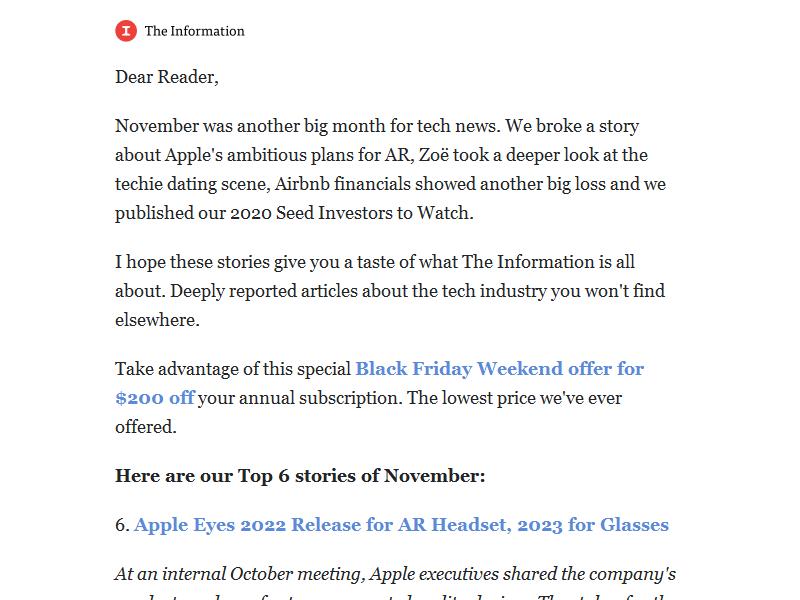 The Information
Dear Reader,
November was another big month for tech news. We broke a story
about Apple's ambitious plans for AR, Zoë took a deeper look at the
techie dating scene, Airbnb financials showed another big loss and we
published our 2020 Seed Investors to Watch.
I hope these stories give you a taste of what The Information is all
about. Deeply reported articles about the tech industry you won't find
elsewhere.
Take advantage of this special Black Friday Weekend offer for
$200 off your annual subscription. The lowest price we've ever
offered.
Here are our Top 6 stories of November:
6. Apple Eyes 2022 Release for AR Headset, 2023 for Glasses
At an internal October meeting, Apple executives shared the company's